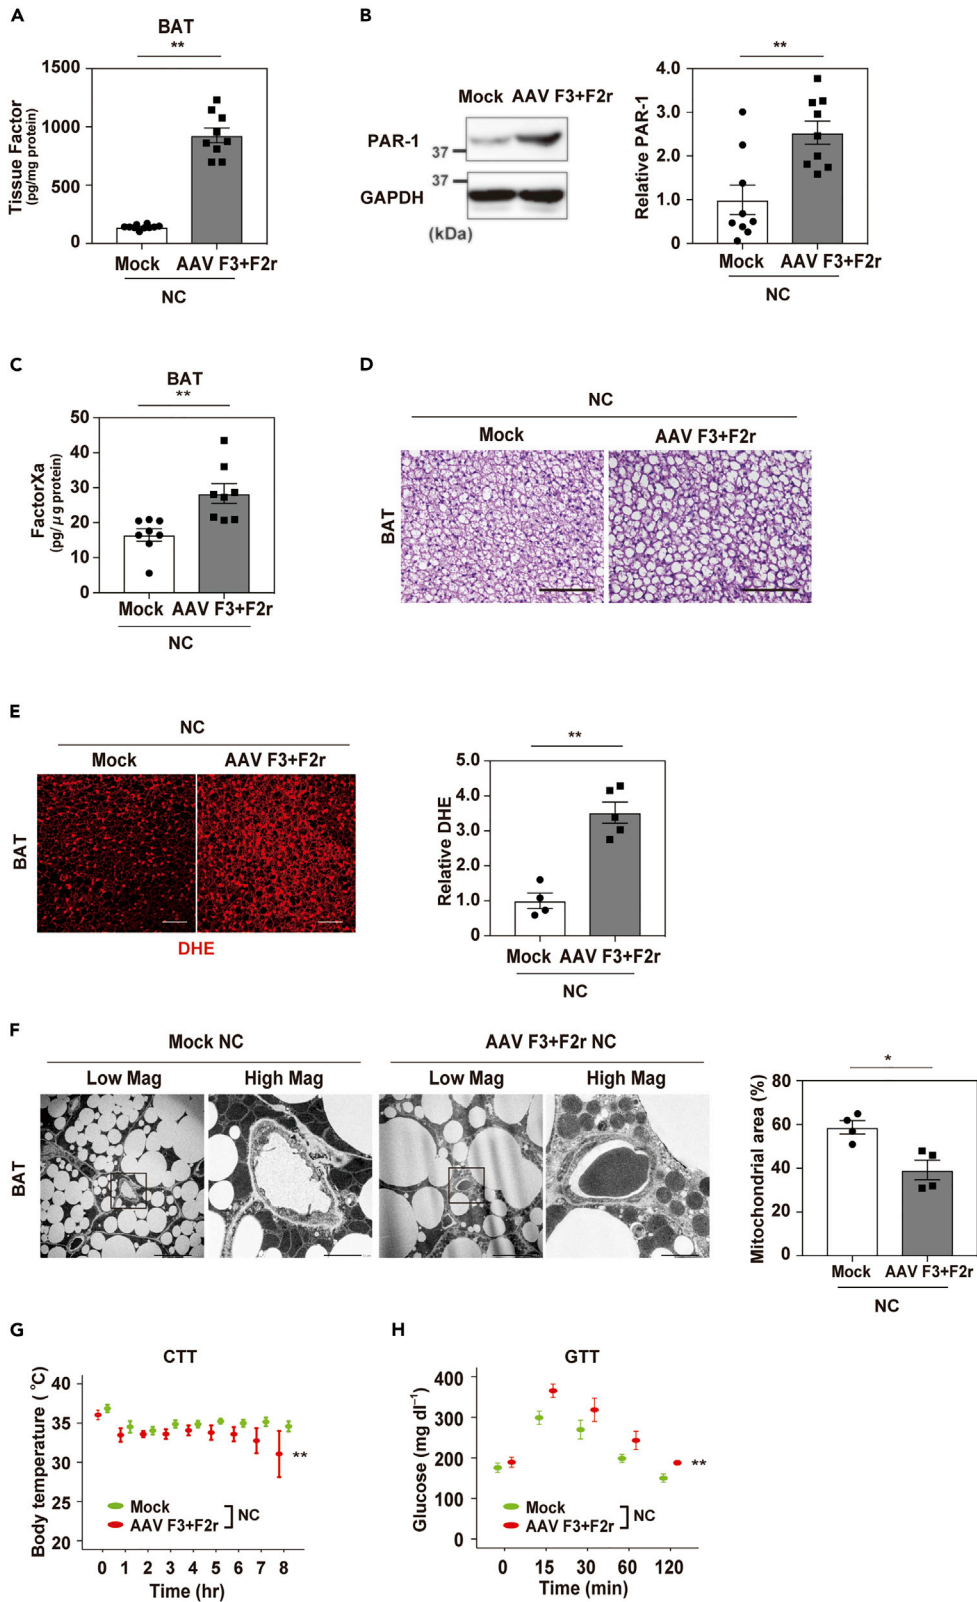 A
BAT
**
1500
1000
500
0
Tissue Factor
(pg/mg protein)
Mock AAV F3+F2r
NC
B
Mock AAV F3+F2r
PAR-1
37
37
GAPDH
(kDa)
**
4.0
3.0
2.0
1.0
0
Relative PAR-1
Mock AAV F3+F2r
NC
C
BAT
**
50
40
30
20
10
0
FactorXa
(pg/μg protein)
Mock AAV F3+F2r
NC
D
NC
Mock AAV F3+F2r
BAT
E
NC
Mock AAV F3+F2r
BAT
DHE
**
5.0
4.0
3.0
2.0
1.0
0
Relative DHE
Mock AAV F3+F2r
NC
F
Mock NC AAV F3+F2r NC
Low Mag High Mag Low Mag High Mag
BAT
*
80
60
40
20
0
Mitochondrial area (%)
Mock AAV F3+F2r
NC
G
CTT
40
35
30
25
20
Body temperature ( °C)
**
Mock
AAV F3+F2r
NC
0 1 2 3 4 5 6 7 8
Time (hr)
H
GTT
400
300
200
100
0
Glucose (mg dl⁻¹)
**
Mock
AAV F3+F2r
NC
0 15 30 60 120
Time (min)